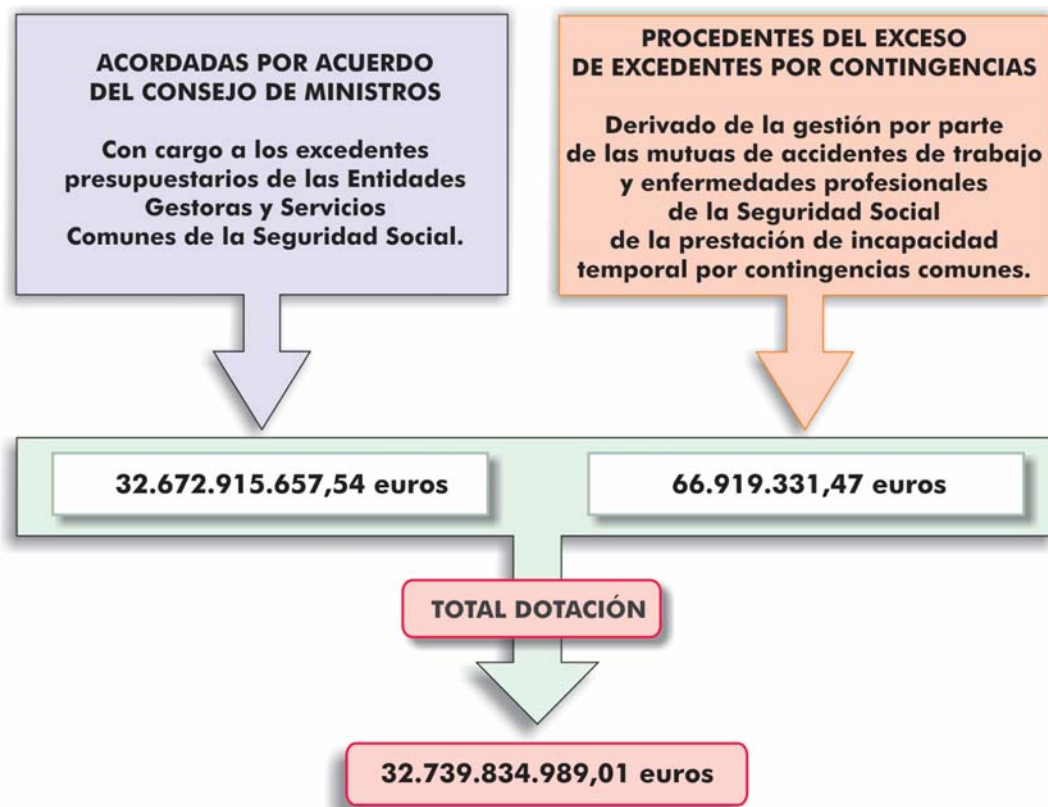 ACORDADAS POR ACUERDO
DEL CONSEJO DE MINISTROS
Con cargo a los excedentes
presupuestarios de las Entidades
Gestoras y Servicios
Comunes de la Seguridad Social.
PROCEDENTES DEL EXCESO
DE EXCEDENTES POR CONTINGENCIAS
Derivado de la gestión por parte
de las mutuas de accidentes de trabajo
y enfermedades profesionales
de la Seguridad Social
de la prestación de incapacidad
temporal por contingencias comunes.
32.672.915.657,54 euros
66.919.331,47 euros
TOTAL DOTACIÓN
32.739.834.989,01 euros